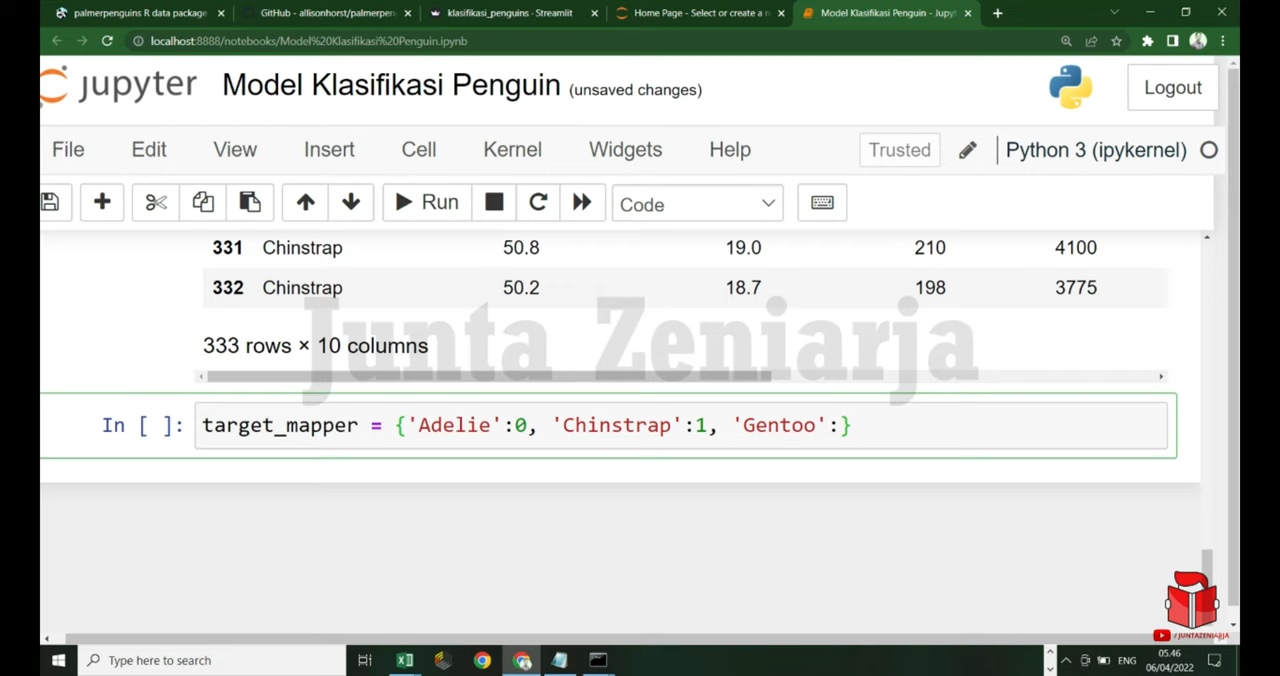 palmerpenguins R data package
GitHub - allisonhorst/palmerpen
klasifikasi_penguins · Streamlit
Home Page - Select or create a n
Model Klasifikasi Penguin - Jupyt
localhost:8888/notebooks/Model%20Klasifikasi%20Penguin.ipynb
jupyter Model Klasifikasi Penguin (unsaved changes)
Logout
File Edit View Insert Cell Kernel Widgets Help
Trusted
Python 3 (ipykernel)
Run
Code
331 Chinstrap 50.8 19.0 210 4100
332 Chinstrap 50.2 18.7 198 3775
Junta Zeniarja
333 rows × 10 columns
In [ ]: target_mapper = {'Adelie':0, 'Chinstrap':1, 'Gentoo':}
/JUNTAZENIARJA
Type here to search
ENG
05.46
06/04/2022